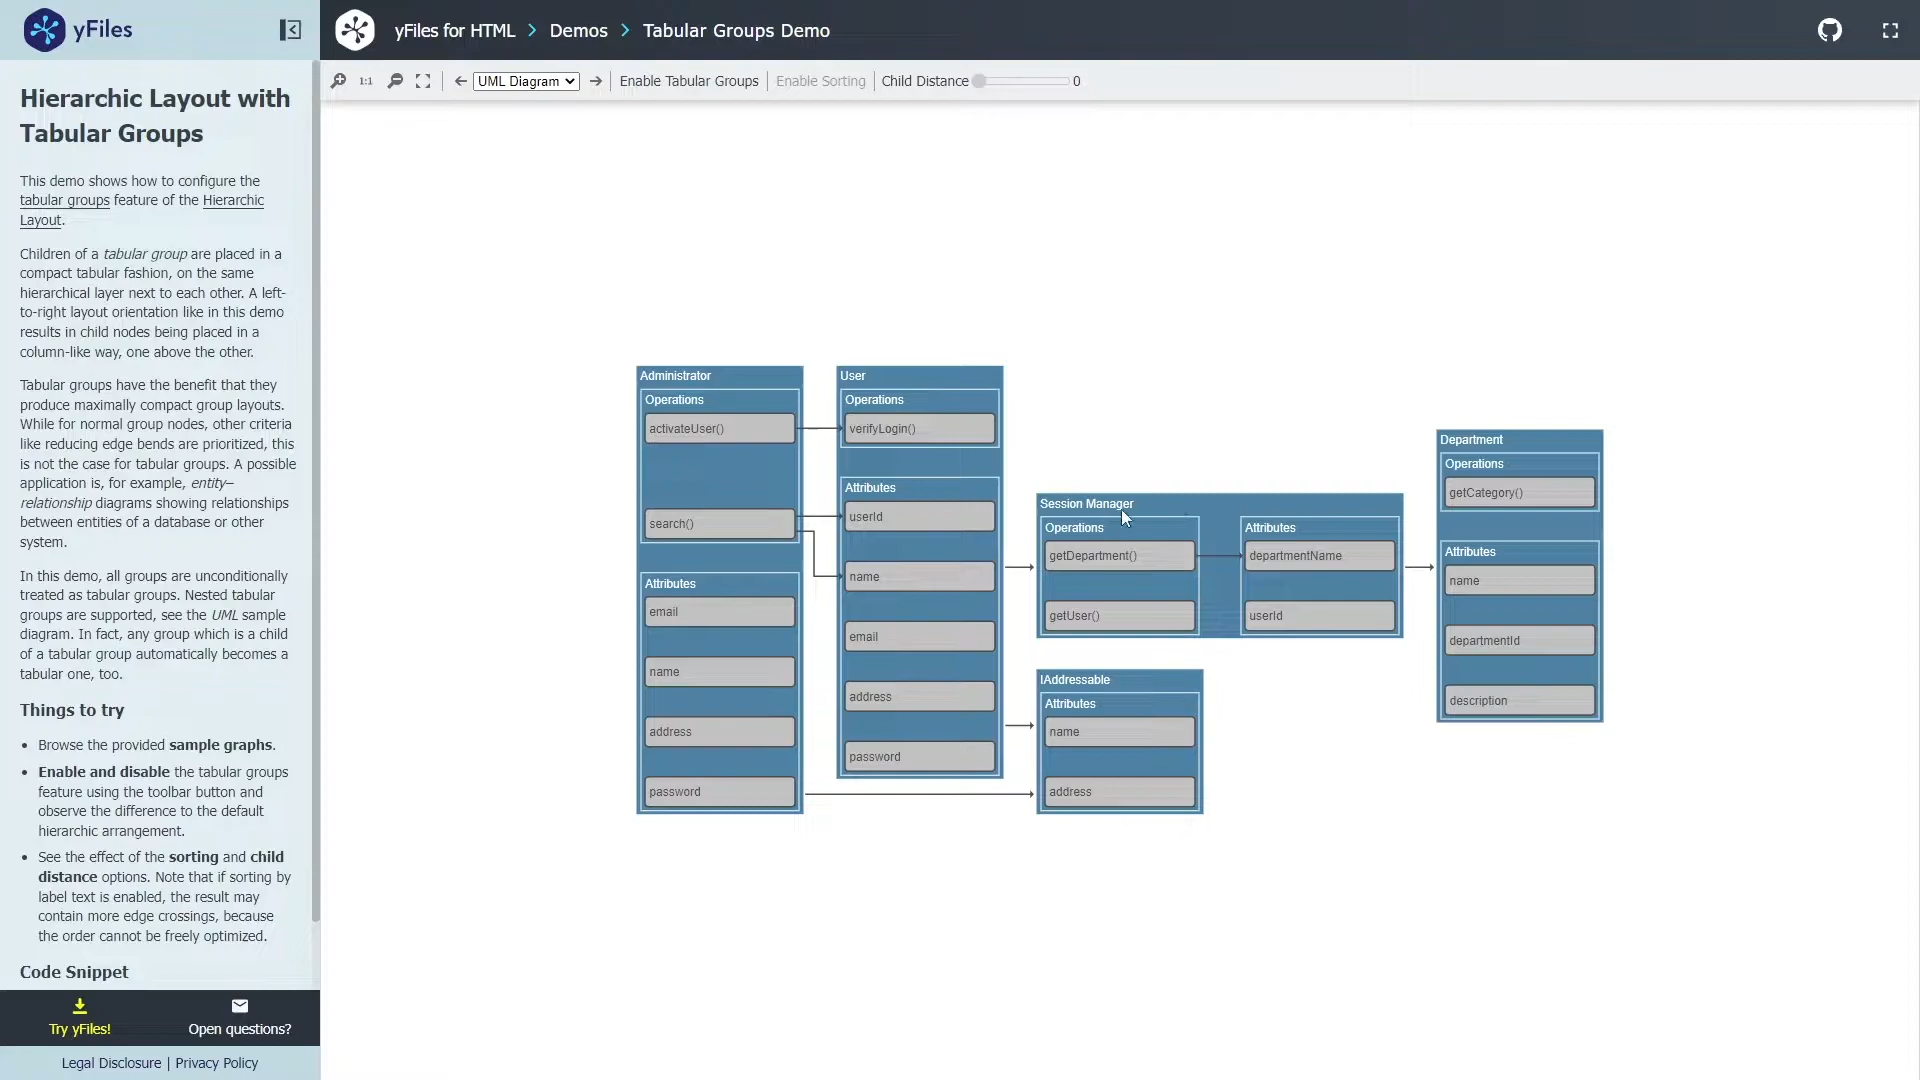 yFiles
yFiles for HTML > Demos > Tabular Groups Demo
1:1
UML Diagram
Enable Tabular Groups
Enable Sorting
Child Distance
0
Hierarchic Layout with
Tabular Groups
This demo shows how to configure the
tabular groups feature of the Hierarchic
Layout.
Children of a tabular group are placed in a
compact tabular fashion, on the same
hierarchical layer next to each other. A left-
to-right layout orientation like in this demo
results in child nodes being placed in a
column-like way, one above the other.
Tabular groups have the benefit that they
produce maximally compact group layouts.
While for normal group nodes, other criteria
like reducing edge bends are prioritized, this
is not the case for tabular groups. A possible
application is, for example, entity–
relationship diagrams showing relationships
between entities of a database or other
system.
In this demo, all groups are unconditionally
treated as tabular groups. Nested tabular
groups are supported, see the UML sample
diagram. In fact, any group which is a child
of a tabular group automatically becomes a
tabular one, too.
Things to try
• Browse the provided sample graphs.
• Enable and disable the tabular groups
feature using the toolbar button and
observe the difference to the default
hierarchic arrangement.
• See the effect of the sorting and child
distance options. Note that if sorting by
label text is enabled, the result may
contain more edge crossings, because
the order cannot be freely optimized.
Code Snippet
Try yFiles!
Open questions?
Legal Disclosure | Privacy Policy
Administrator
Operations
activateUser()
search()
Attributes
email
name
address
password
User
Operations
verifyLogin()
Attributes
userId
name
email
address
password
Session Manager
Operations
getDepartment()
getUser()
Attributes
departmentName
userId
IAddressable
Attributes
name
address
Department
Operations
getCategory()
Attributes
name
departmentId
description